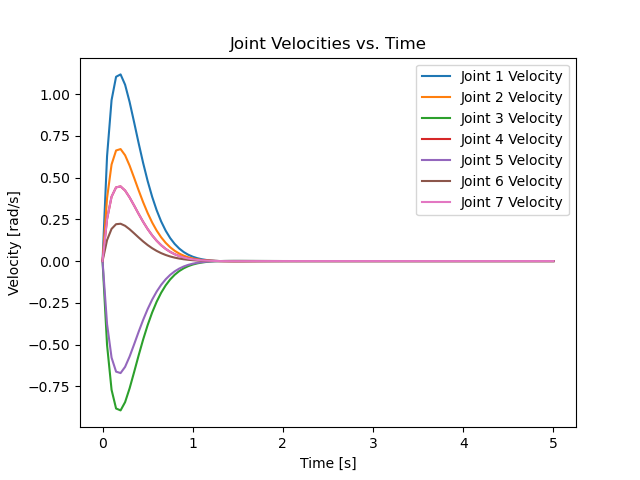 Joint Velocities vs. Time
Joint 1 Velocity
Joint 2 Velocity
Joint 3 Velocity
Joint 4 Velocity
Joint 5 Velocity
Joint 6 Velocity
Joint 7 Velocity
Velocity [rad/s]
1.00
0.75
0.50
0.25
0.00
−0.25
−0.50
−0.75
0 1 2 3 4 5
Time [s]